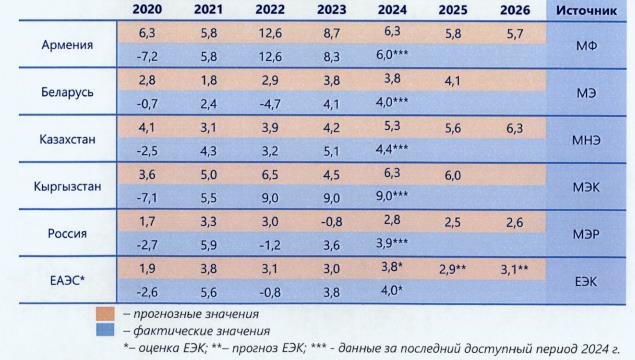 2020 2021 2022 2023 2024 2025 2026 Источник
Армения 6,3 5,8 12,6 8,7 6,3 5,8 5,7 МФ
-7,2 5,8 12,6 8,3 6,0***
Беларусь 2,8 1,8 2,9 3,8 3,8 4,1 МЭ
-0,7 2,4 -4,7 4,1 4,0***
Казахстан 4,1 3,1 3,9 4,2 5,3 5,6 6,3 МНЭ
-2,5 4,3 3,2 5,1 4,4***
Кыргызстан 3,6 5,0 6,5 4,5 6,3 6,0 МЭК
-7,1 5,5 9,0 9,0 9,0***
Россия 1,7 3,3 3,0 -0,8 2,8 2,5 2,6 МЭР
-2,7 5,9 -1,2 3,6 3,9***
ЕАЭС* 1,9 3,8 3,1 3,0 3,8* 2,9** 3,1** ЕЭК
-2,6 5,6 -0,8 3,8 4,0*
– прогнозные значения
– фактические значения
*– оценка ЕЭК; **– прогноз ЕЭК; *** - данные за последний доступный период 2024 г.